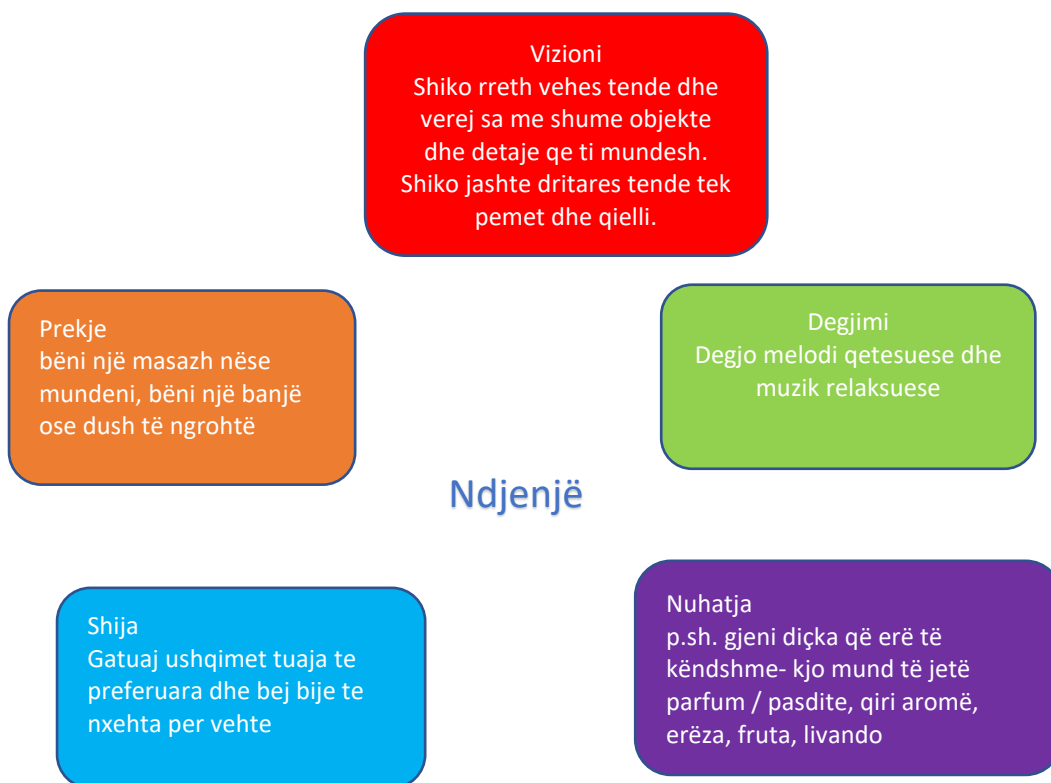 Vizioni
Shiko rreth vehes tende dhe
verej sa me shume objekte
dhe detaje qe ti mundesh.
Shiko jashte dritares tende tek
pemet dhe qielli.
Prekje
bëni një masazh nëse
mundeni, bëni një banjë
ose dush të ngrohtë
Degjimi
Degjo melodi qetesuese dhe
muzik relaksuese
Ndjenjë
Shija
Gatuaj ushqimet tuaja te
preferuara dhe bej bije te
nxehta per vehte
Nuhatja
p.sh. gjeni diçka që erë të
këndshme- kjo mund të jetë
parfum / pasdite, qiri aromë,
erëza, fruta, livando